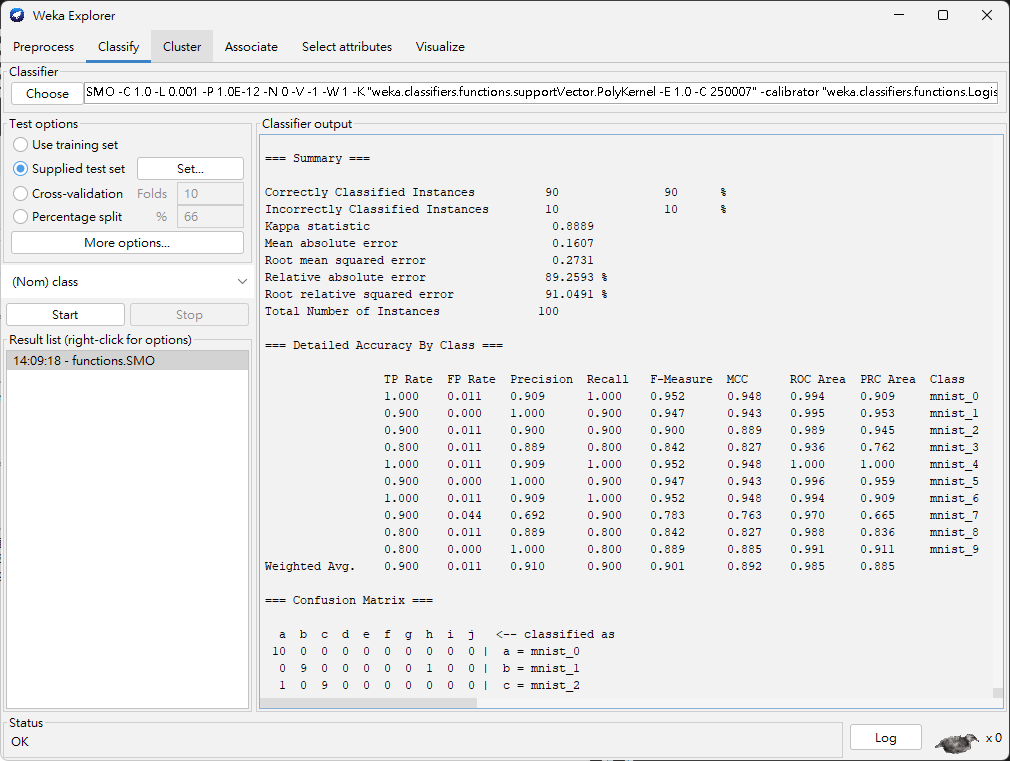 Weka Explorer
Preprocess Classify Cluster Associate Select attributes Visualize
Classifier
Choose SMO -C 1.0 -L 0.001 -P 1.0E-12 -N 0 -V -1 -W 1 -K "weka.classifiers.functions.supportVector.PolyKernel -E 1.0 -C 250007" -calibrator "weka.classifiers.functions.Logis
Test options
Use training set
Supplied test set Set...
Cross-validation Folds 10
Percentage split % 66
More options...
(Nom) class
Start Stop
Result list (right-click for options)
14:09:18 - functions.SMO
Classifier output
=== Summary ===
Correctly Classified Instances 90 90 %
Incorrectly Classified Instances 10 10 %
Kappa statistic 0.8889
Mean absolute error 0.1607
Root mean squared error 0.2731
Relative absolute error 89.2593 %
Root relative squared error 91.0491 %
Total Number of Instances 100
=== Detailed Accuracy By Class ===
TP Rate FP Rate Precision Recall F-Measure MCC ROC Area PRC Area Class
1.000 0.011 0.909 1.000 0.952 0.948 0.994 0.909 mnist_0
0.900 0.000 1.000 0.900 0.947 0.943 0.995 0.953 mnist_1
0.900 0.011 0.900 0.900 0.900 0.889 0.989 0.945 mnist_2
0.800 0.011 0.889 0.800 0.842 0.827 0.936 0.762 mnist_3
1.000 0.011 0.909 1.000 0.952 0.948 1.000 1.000 mnist_4
0.900 0.000 1.000 0.900 0.947 0.943 0.996 0.959 mnist_5
1.000 0.011 0.909 1.000 0.952 0.948 0.994 0.909 mnist_6
0.900 0.044 0.692 0.900 0.783 0.763 0.970 0.665 mnist_7
0.800 0.011 0.889 0.800 0.842 0.827 0.988 0.836 mnist_8
0.800 0.000 1.000 0.800 0.889 0.885 0.991 0.911 mnist_9
Weighted Avg. 0.900 0.011 0.910 0.900 0.901 0.892 0.985 0.885
=== Confusion Matrix ===
a b c d e f g h i j <-- classified as
10 0 0 0 0 0 0 0 0 0 | a = mnist_0
0 9 0 0 0 0 0 1 0 0 | b = mnist_1
1 0 9 0 0 0 0 0 0 0 | c = mnist_2
Status
OK
Log x 0